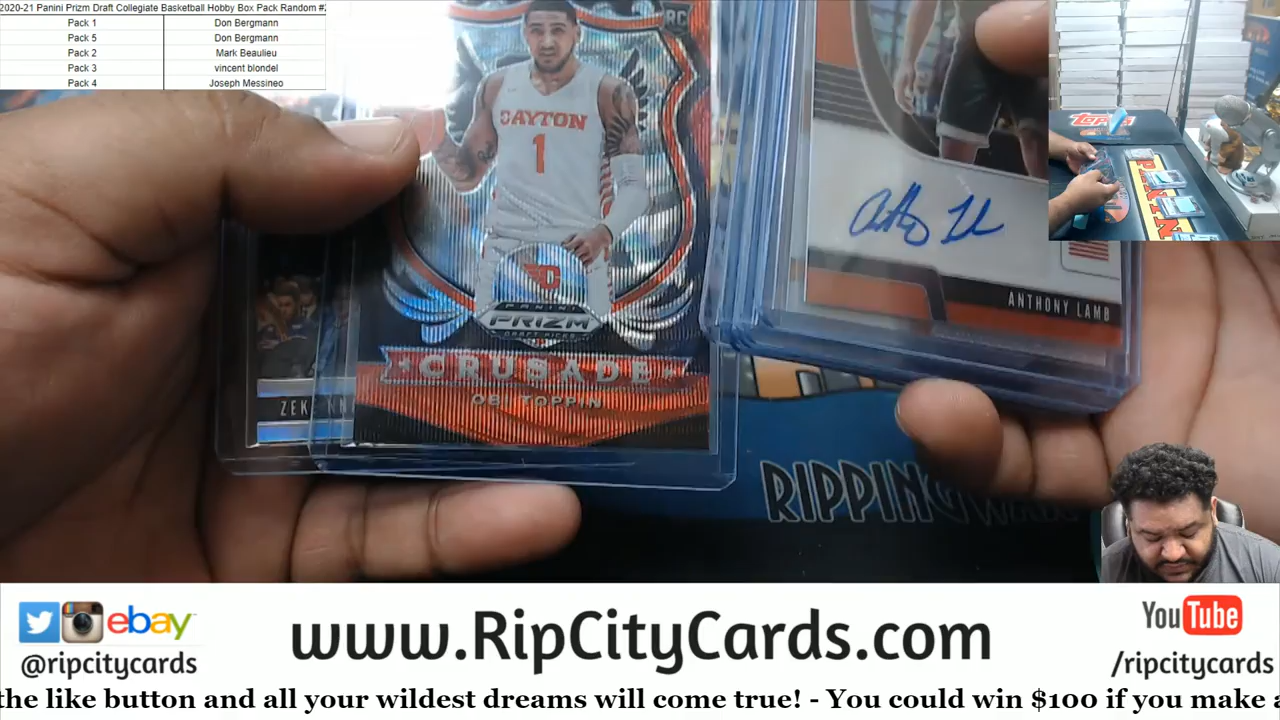 2020-21 Panini Prizm Draft Collegiate Basketball Hobby Box Pack Random #2
Pack 1 Don Bergmann
Pack 5 Don Bergmann
Pack 2 Mark Beaulieu
Pack 3 vincent blondel
Pack 4 Joseph Messineo
RC
DAYTON
1
PANINI
PRIZM
DRAFT PICKS
CRUSADE
OBI TOPPIN
ANTHONY LAMB
Topps
PANINI
RIPPING
ebay
@ripcitycards
www.RipCityCards.com
YouTube
/ripcitycards
the like button and all your wildest dreams will come true! - You could win $100 if you make a